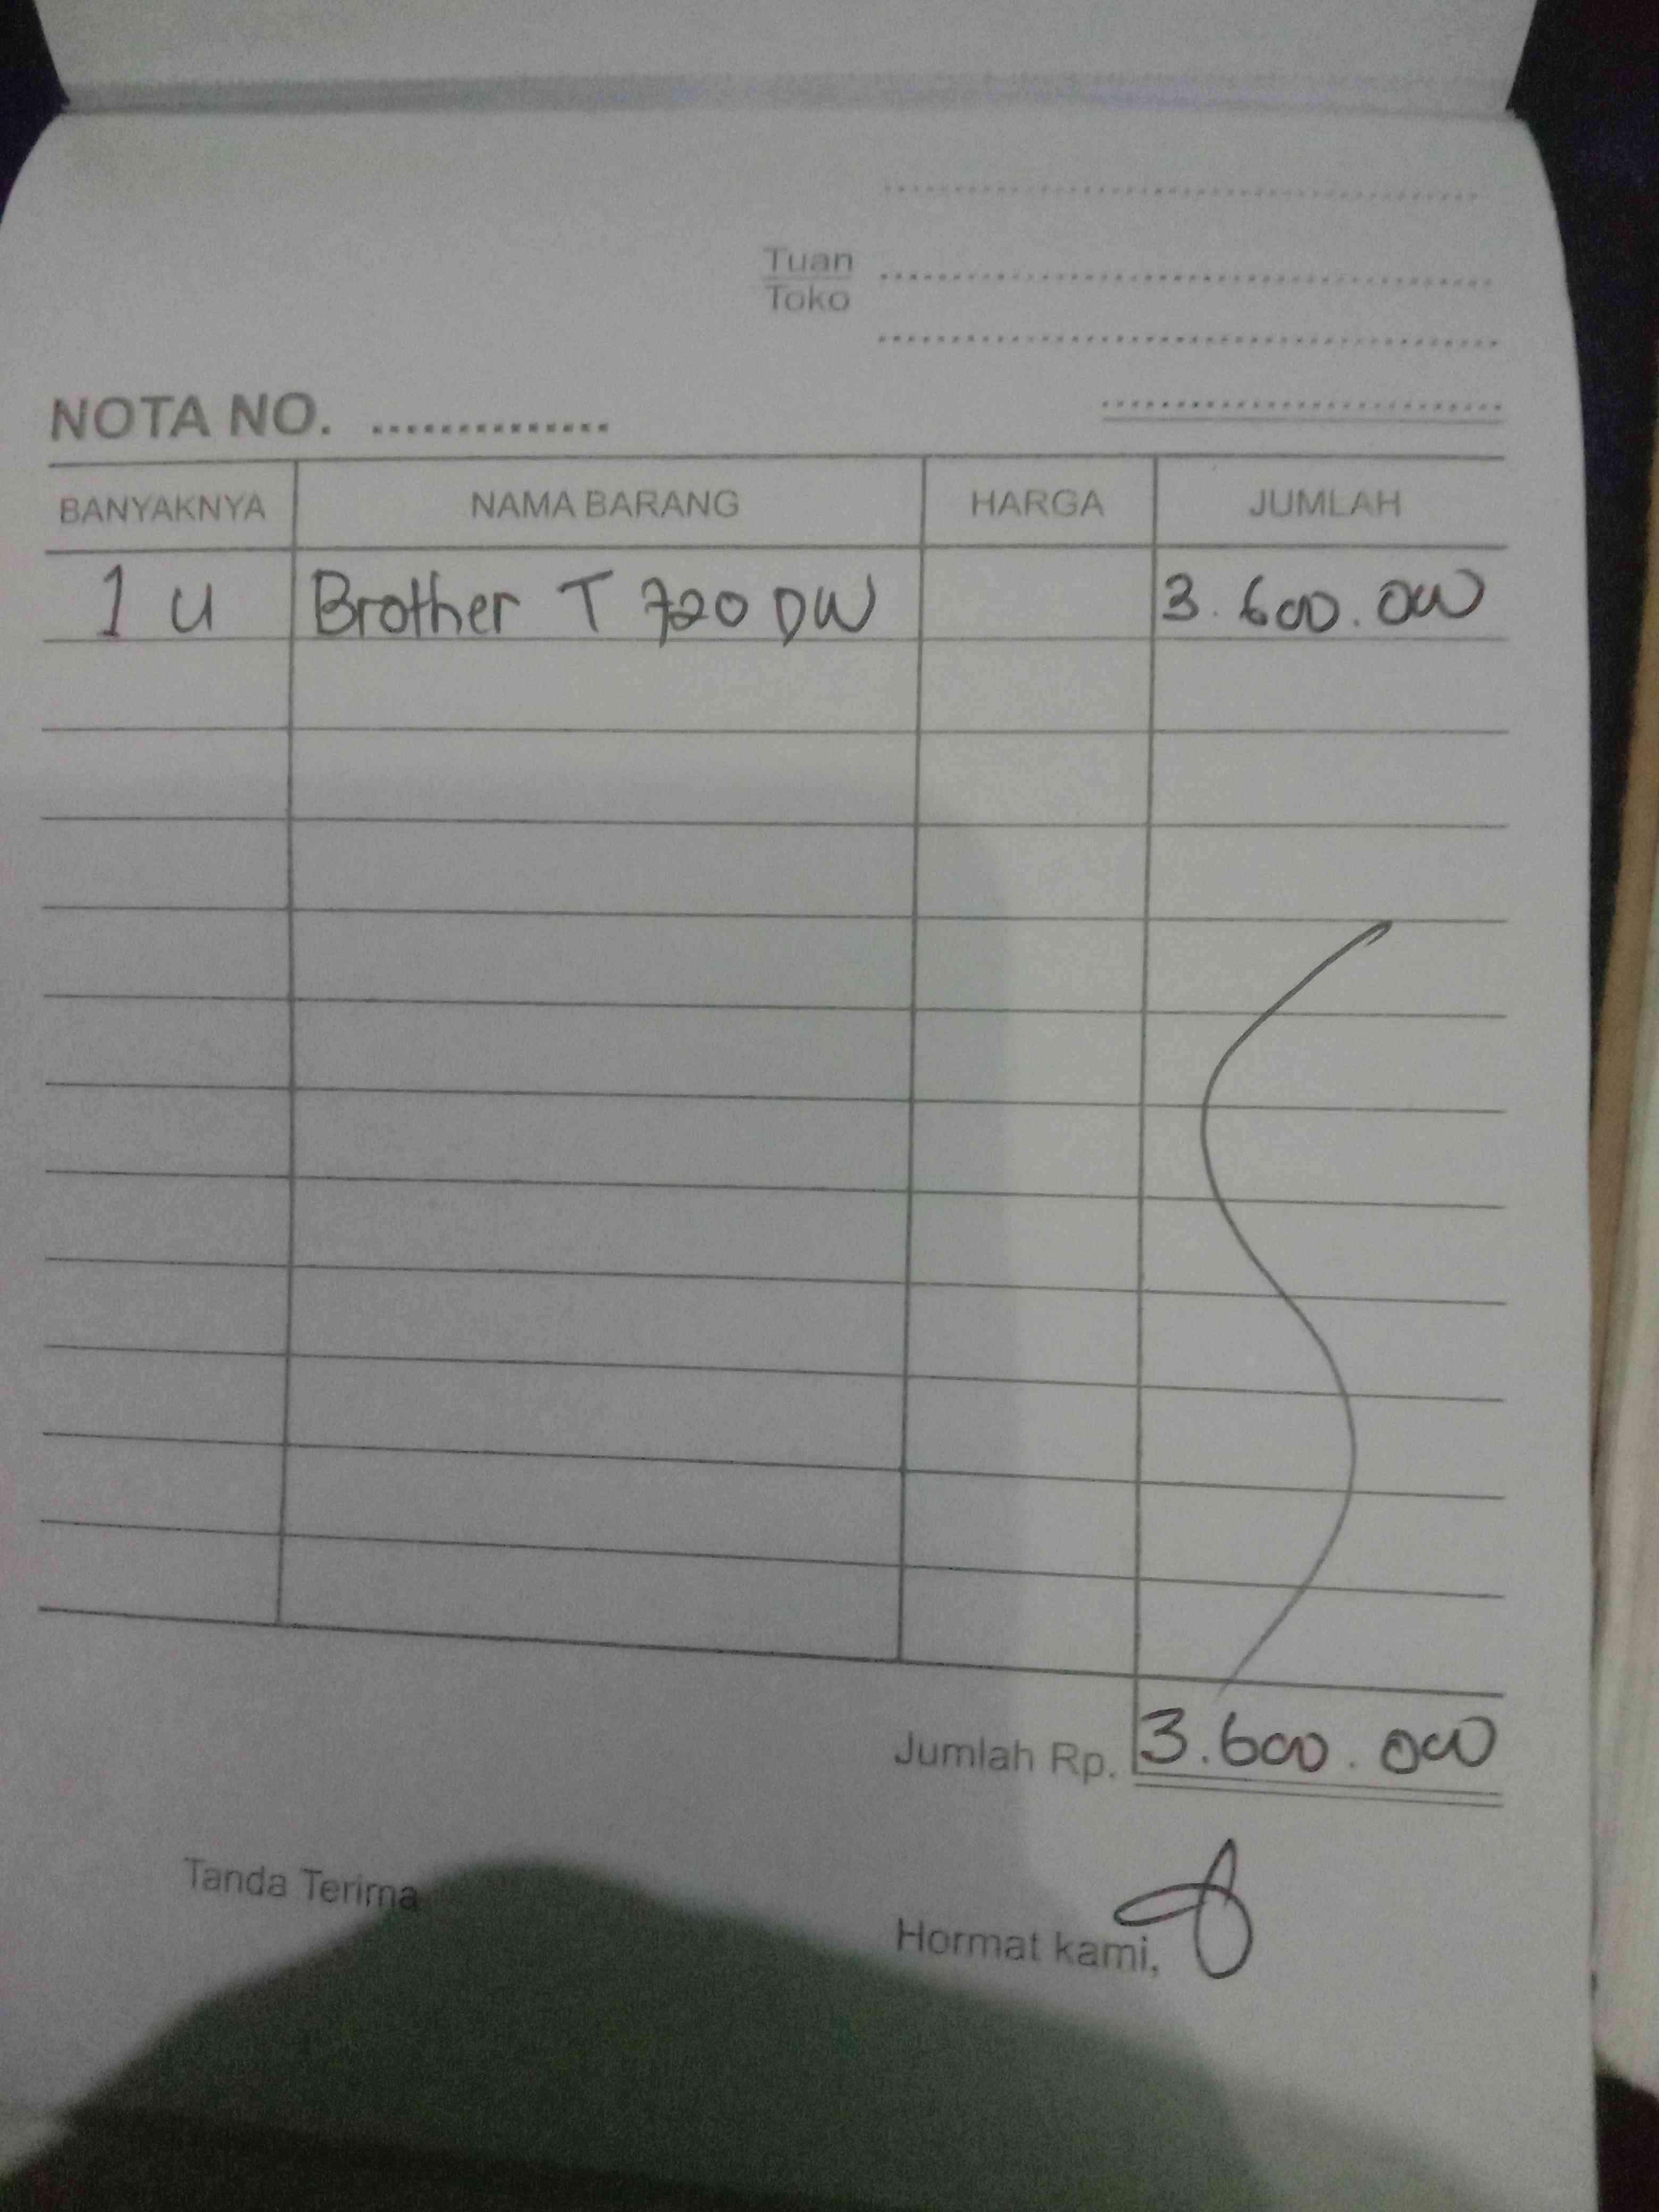 Tuan
Toko
NOTA NO. ..............
BANYAKNYA NAMA BARANG HARGA JUMLAH
1 U Brother T 720 DW 3.600.000
Jumlah Rp. 3.600.000
Tanda Terima
Hormat kami,